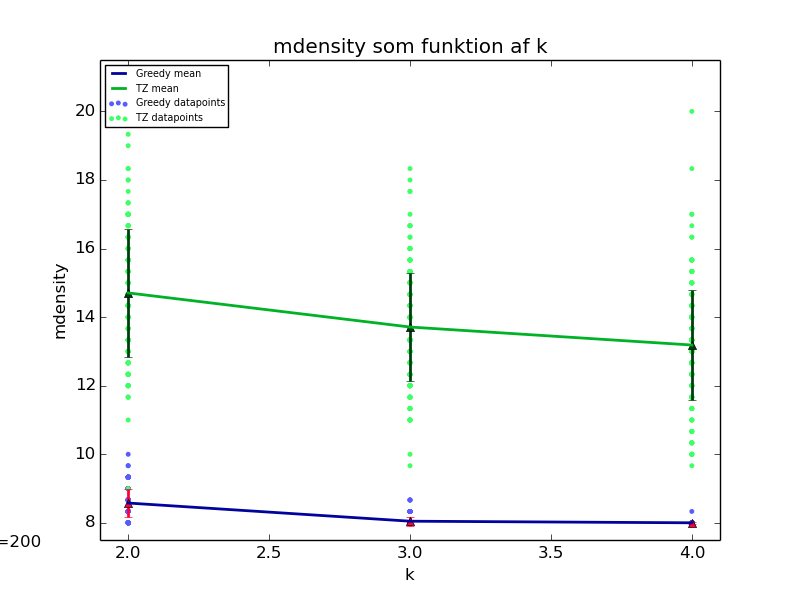 mdensity som funktion af k
Greedy mean
TZ mean
Greedy datapoints
TZ datapoints
20
18
16
14
12
10
8
mdensity
=200
2.0 2.5 3.0 3.5 4.0
k